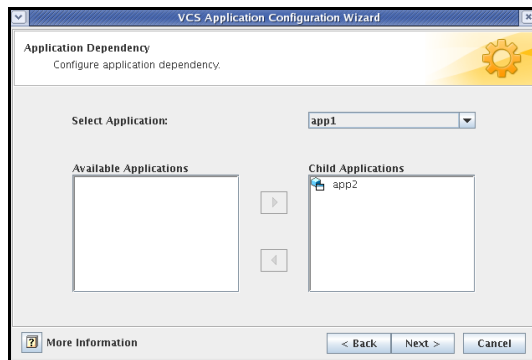 VCS Application Configuration Wizard
Application Dependency
Configure application dependency.
Select Application:
app1
Available Applications
Child Applications
app2
? More Information
< Back
Next >
Cancel